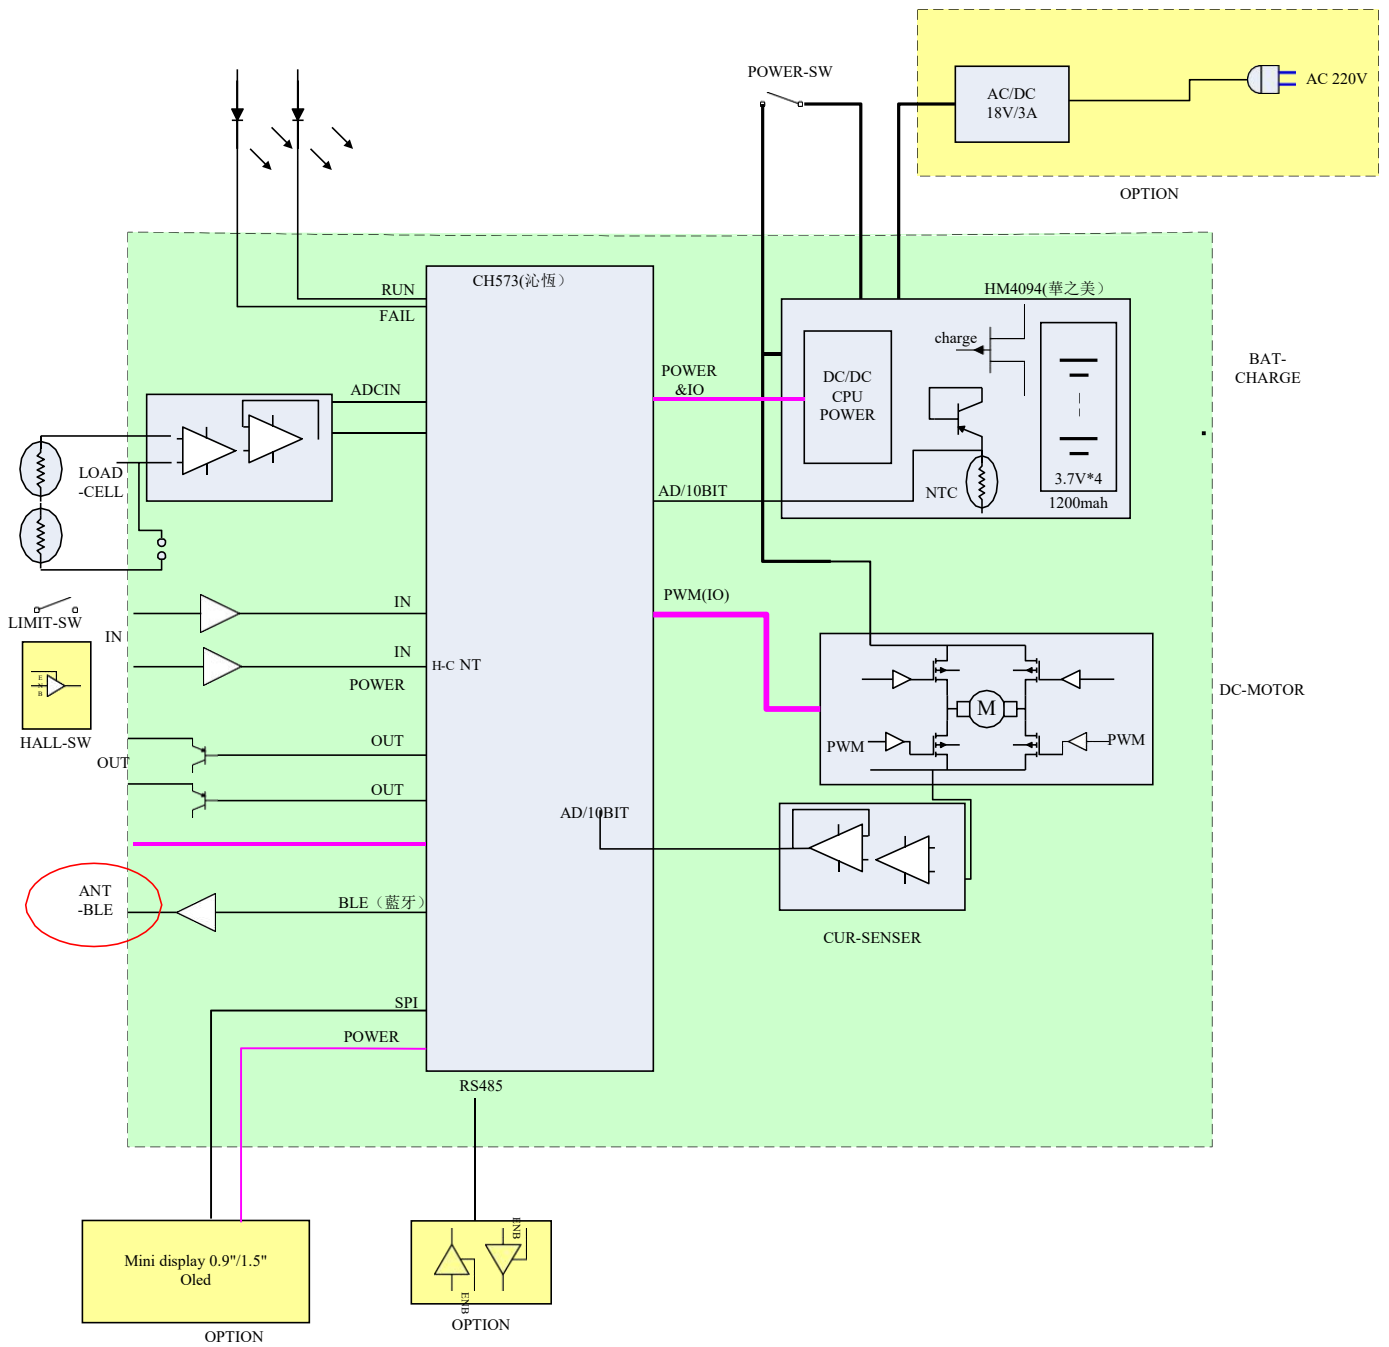 POWER-SW
AC/DC
18V/3A
AC 220V
OPTION
CH573(沁恆）
RUN
FAIL
HM4094(華之美）
charge
DC/DC
CPU
POWER
POWER
&IO
BAT-
CHARGE
ADCIN
LOAD
-CELL
AD/10BIT
NTC
3.7V*4
1200mah
PWM(IO)
IN
LIMIT-SW
IN
IN
H-C NT
POWER
E
N
B
HALL-SW
DC-MOTOR
M
PWM
PWM
OUT
OUT
OUT
AD/10BIT
ANT
-BLE
BLE（藍牙）
CUR-SENSER
SPI
POWER
RS485
Mini display 0.9"/1.5"
Oled
OPTION
ENB
ENB
OPTION